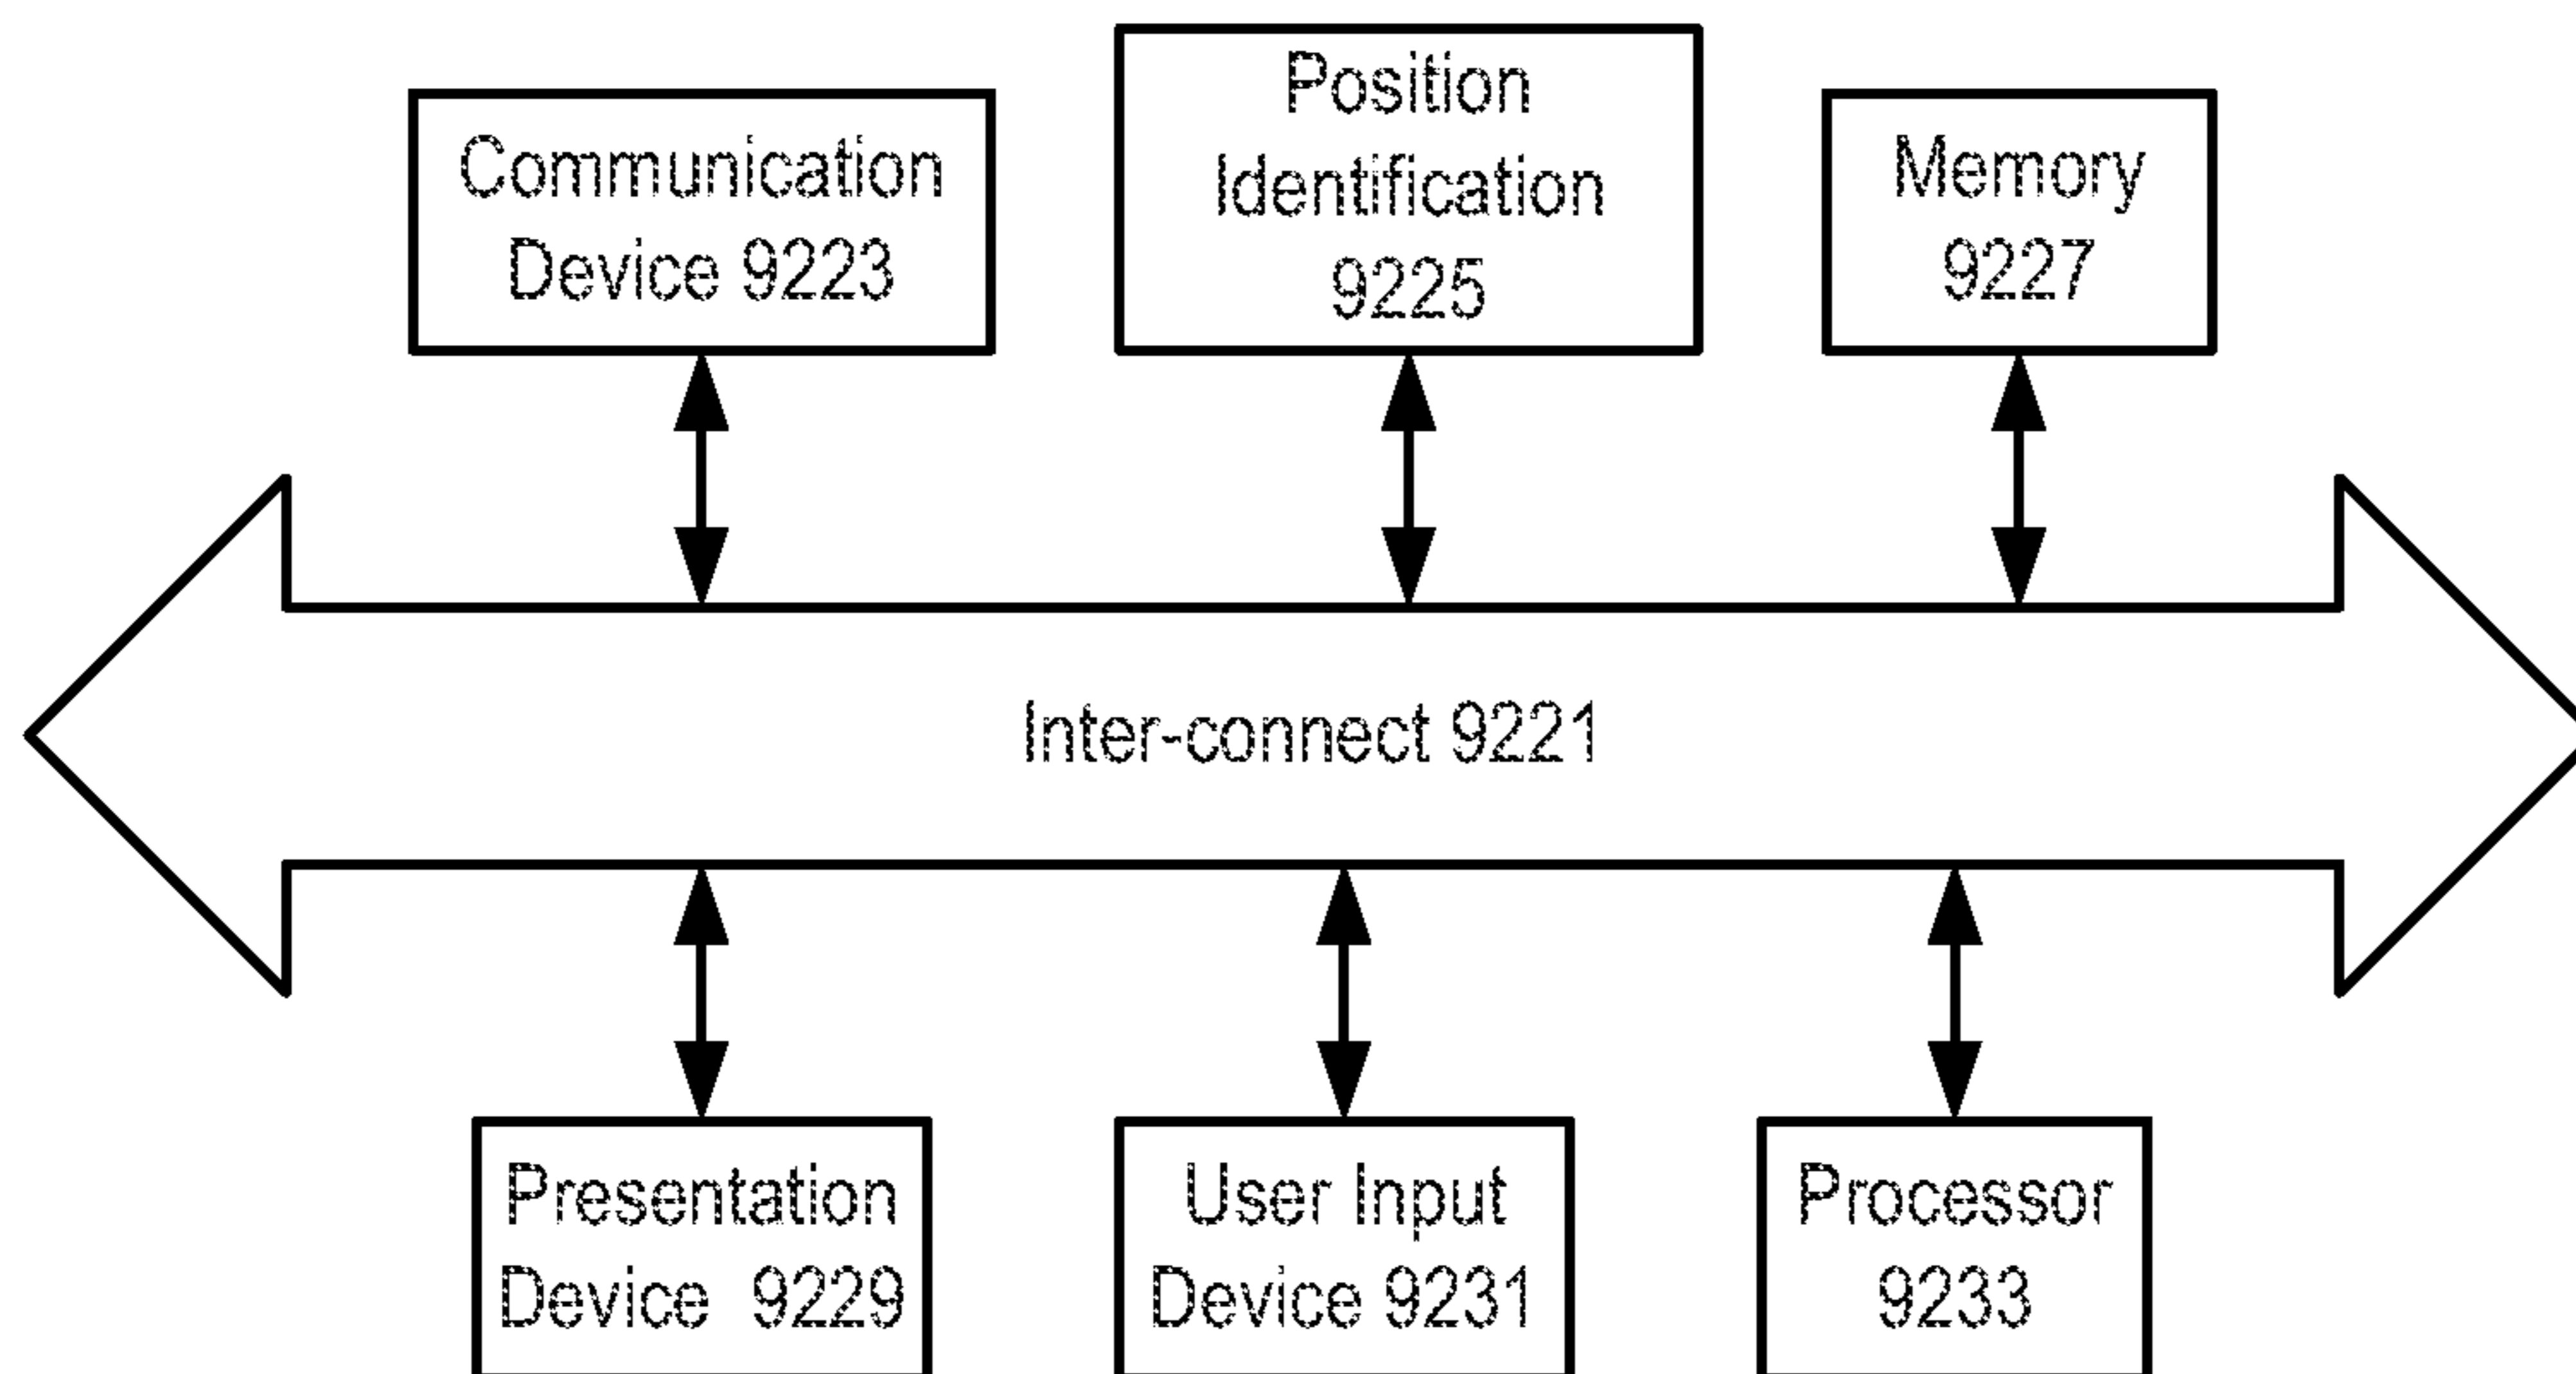 Communication
Device 9223
Position
Identification
9225
Memory
9227
Inter-connect 9221
Presentation
Device 9229
User Input
Device 9231
Processor
9233